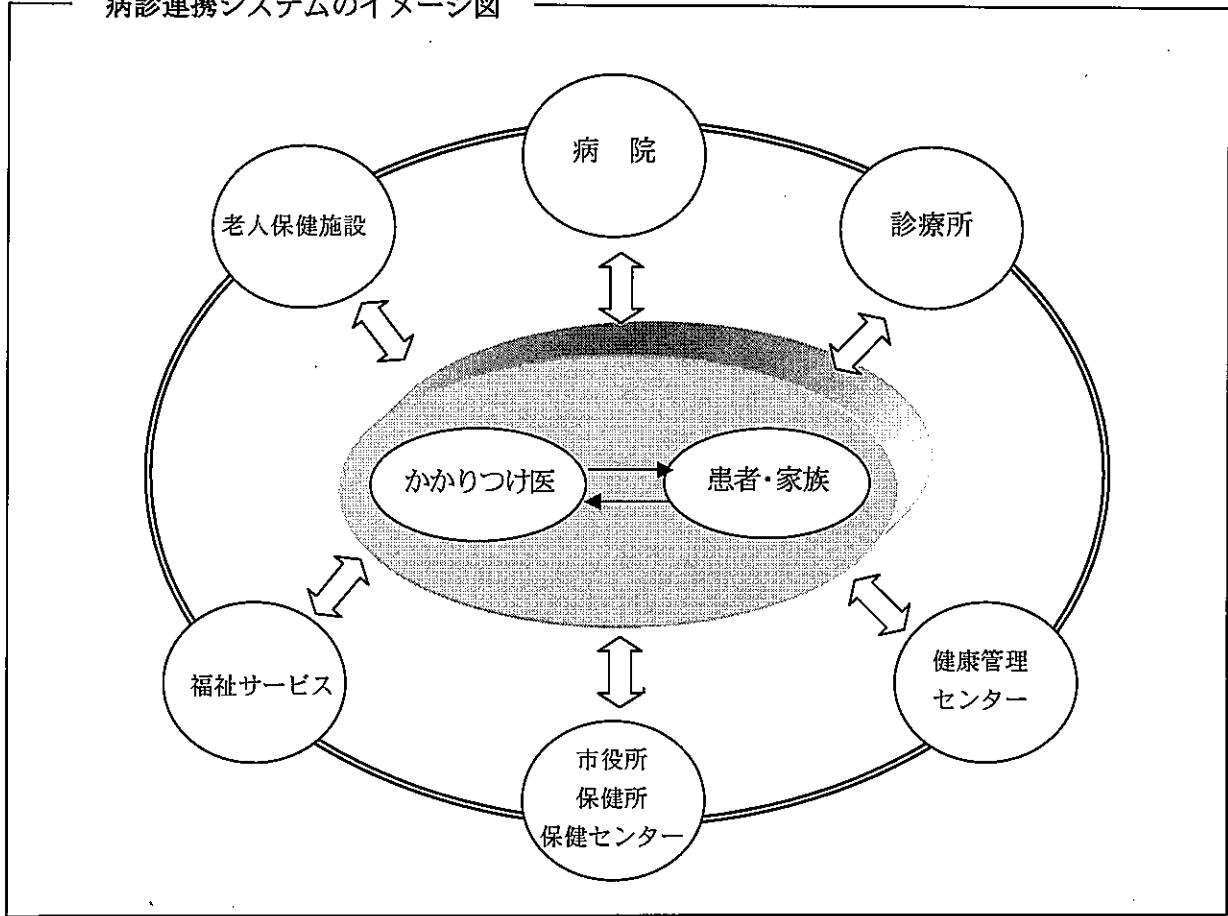 病診連携システムのイメージ図
病　院
老人保健施設
診療所
かかりつけ医
患者・家族
福祉サービス
健康管理
センター
市役所
保健所
保健センター